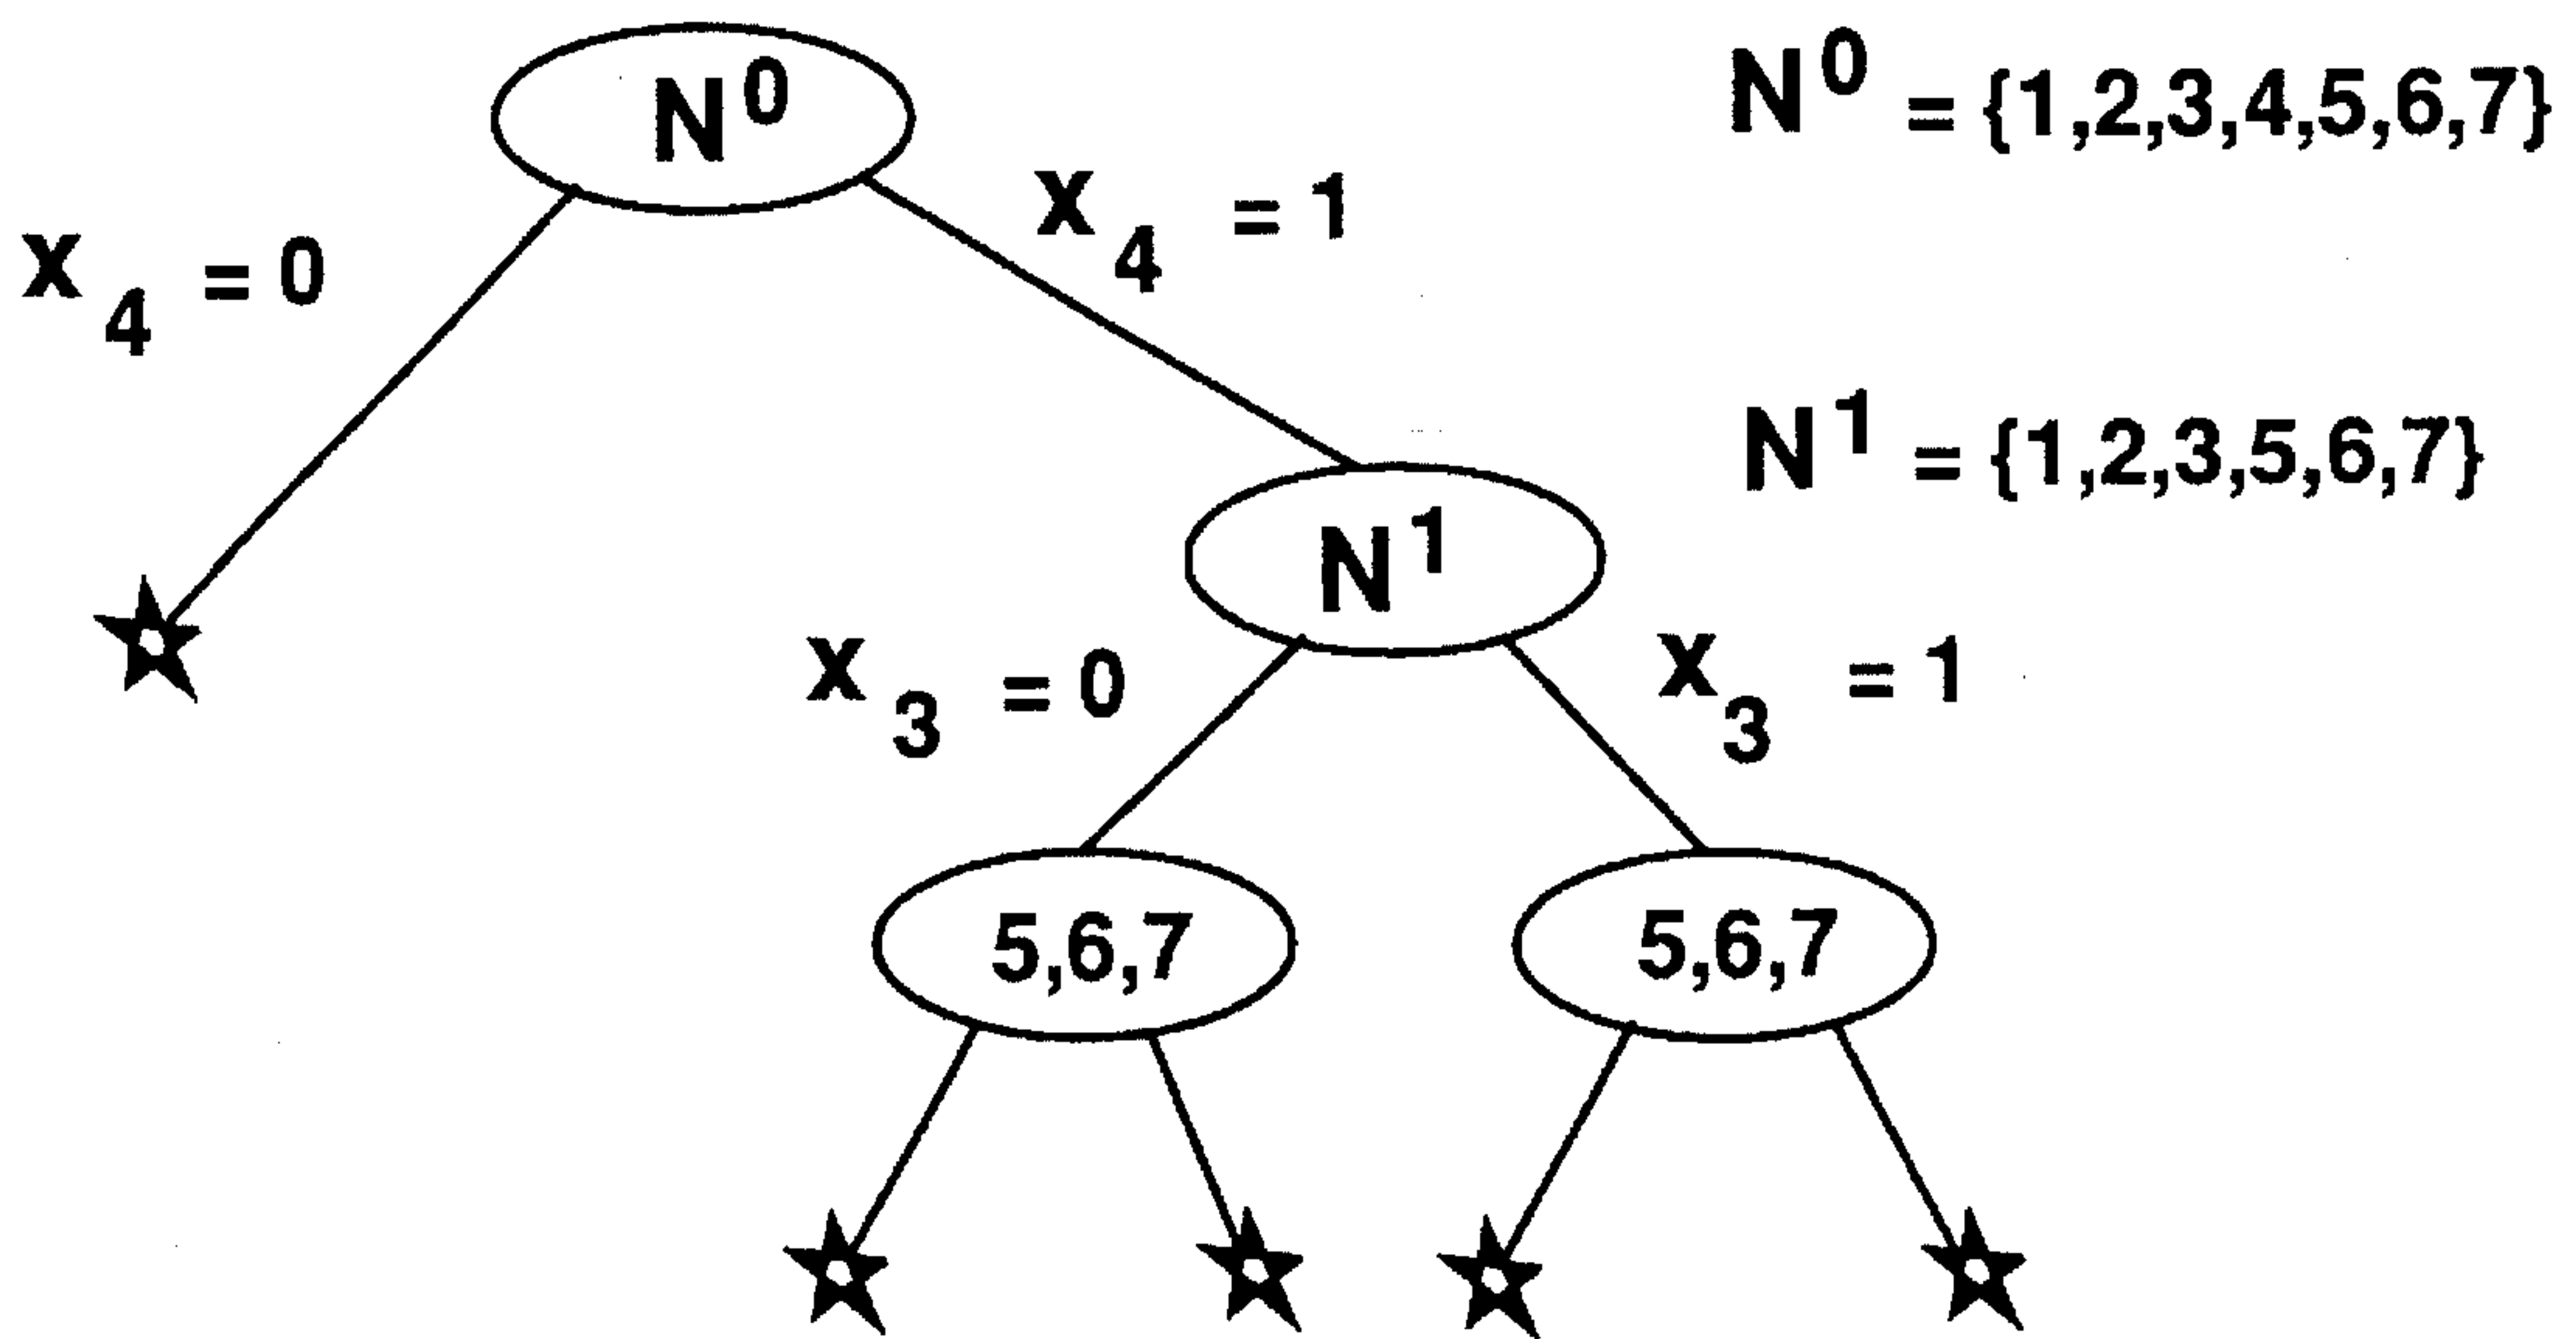 N⁰
N⁰ = {1,2,3,4,5,6,7}
x₄ = 0
x₄ = 1
N¹ = {1,2,3,5,6,7}
N¹
x₃ = 0
x₃ = 1
5,6,7
5,6,7